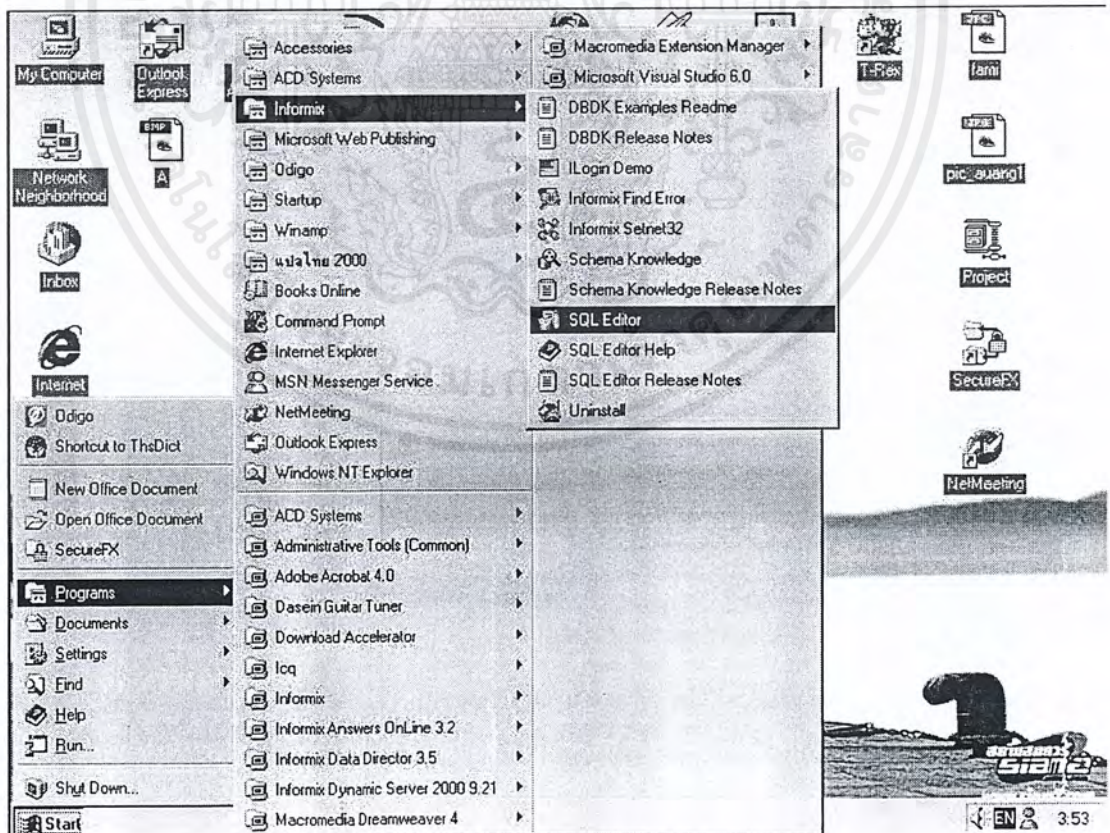 My Computer
Outlook Express
Network Neighborhood
BMP
A
Inbox
Internet
T-Rex
fami
pic_auang1
Project
SecureFX
NetMeeting
Odigo
Shortcut to ThsDict
New Office Document
Open Office Document
SecureFX
Programs
Documents
Settings
Find
Help
Run...
Shut Down...
Start
Accessories
ACD Systems
Informix
Microsoft Web Publishing
Odigo
Startup
Winamp
แปลไทย 2000
Books Online
Command Prompt
Internet Explorer
MSN Messenger Service
NetMeeting
Outlook Express
Windows NT Explorer
ACD Systems
Administrative Tools (Common)
Adobe Acrobat 4.0
Dasein Guitar Tuner
Download Accelerator
Icq
Informix
Informix Answers OnLine 3.2
Informix Data Director 3.5
Informix Dynamic Server 2000 9.21
Macromedia Dreamweaver 4
Macromedia Extension Manager
Microsoft Visual Studio 6.0
DBDK Examples Readme
DBDK Release Notes
ILogin Demo
Informix Find Error
Informix Setnet32
Schema Knowledge
Schema Knowledge Release Notes
SQL Editor
SQL Editor Help
SQL Editor Release Notes
Uninstall
EN
3:53